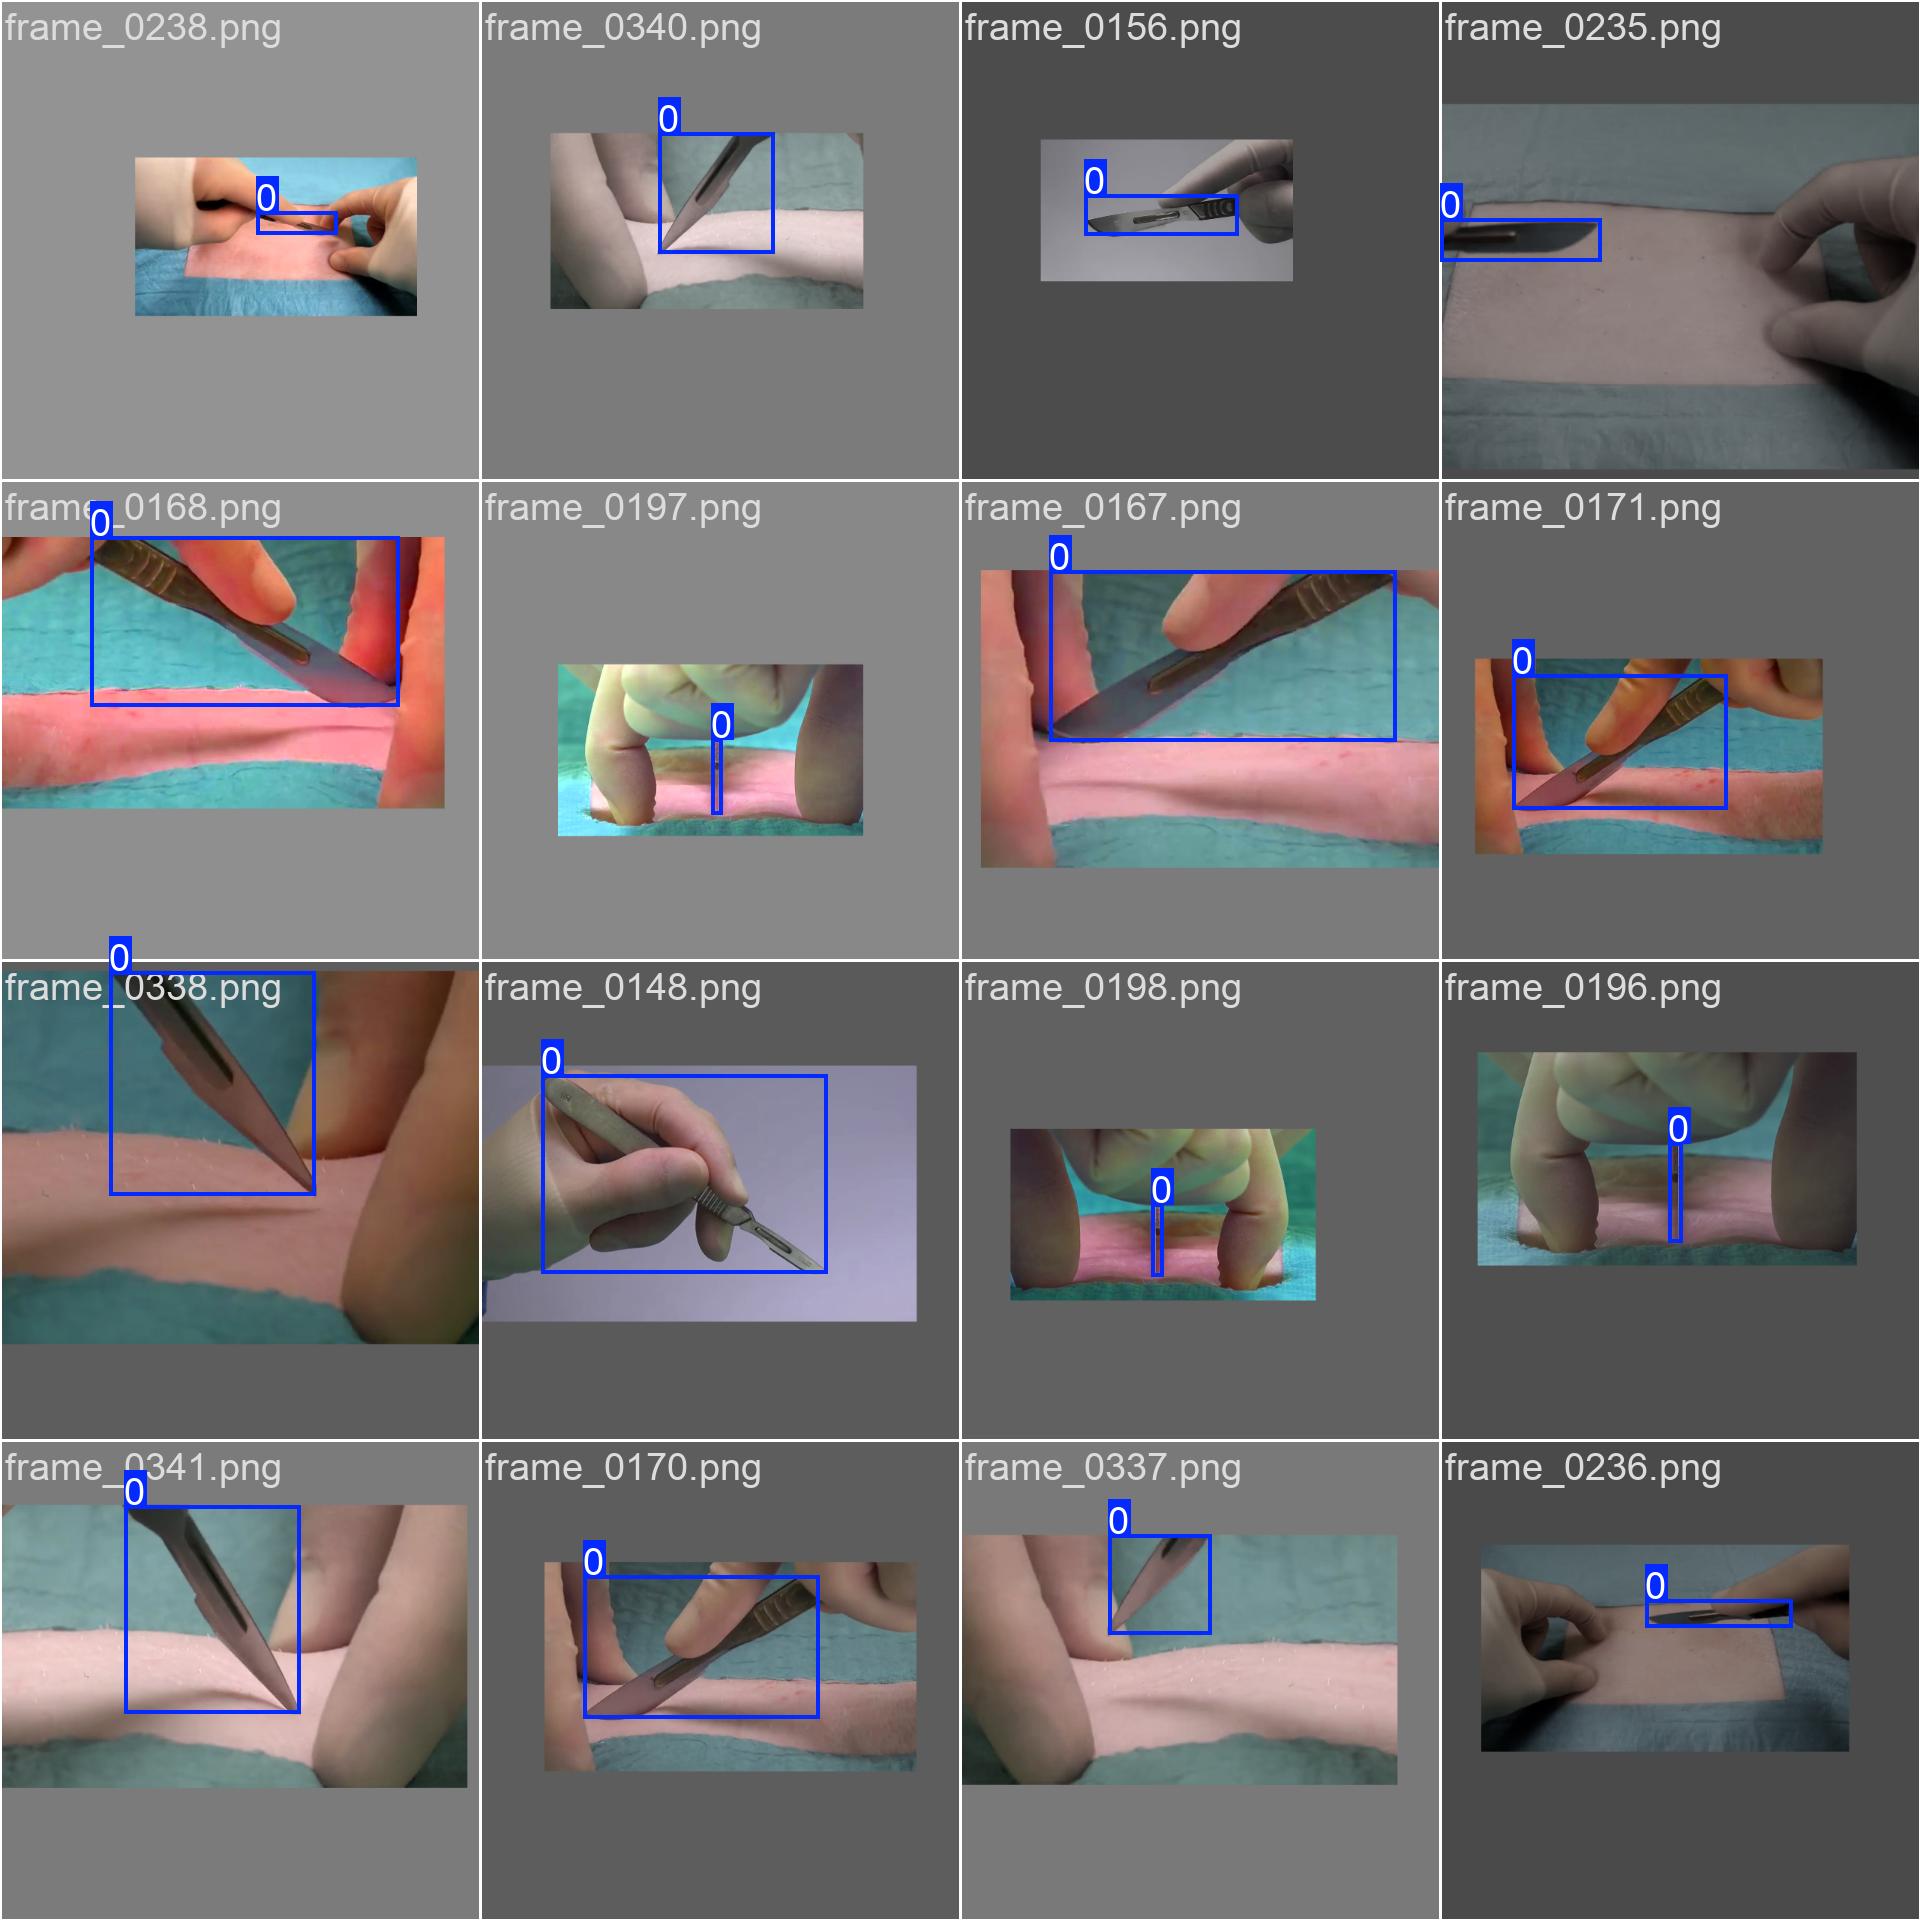 frame_0238.png
frame_0340.png
frame_0156.png
frame_0235.png
0
0
0
0
frame_0168.png
frame_0197.png
frame_0167.png
frame_0171.png
0
0
0
0
frame_0338.png
frame_0148.png
frame_0198.png
frame_0196.png
0
0
0
0
frame_0341.png
frame_0170.png
frame_0337.png
frame_0236.png
0
0
0
0